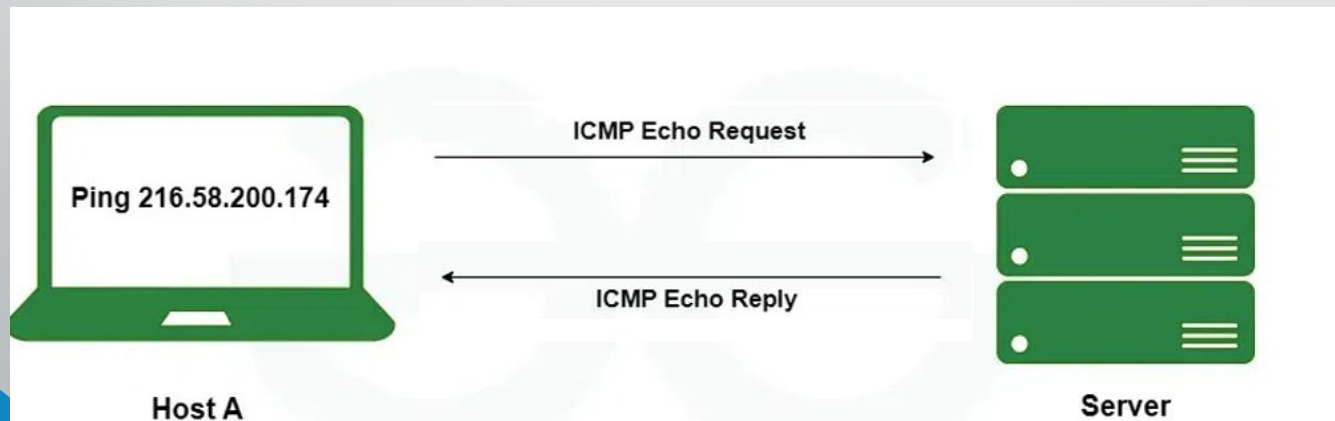 ICMP Echo Request
Ping 216.58.200.174
ICMP Echo Reply
Host A
Server